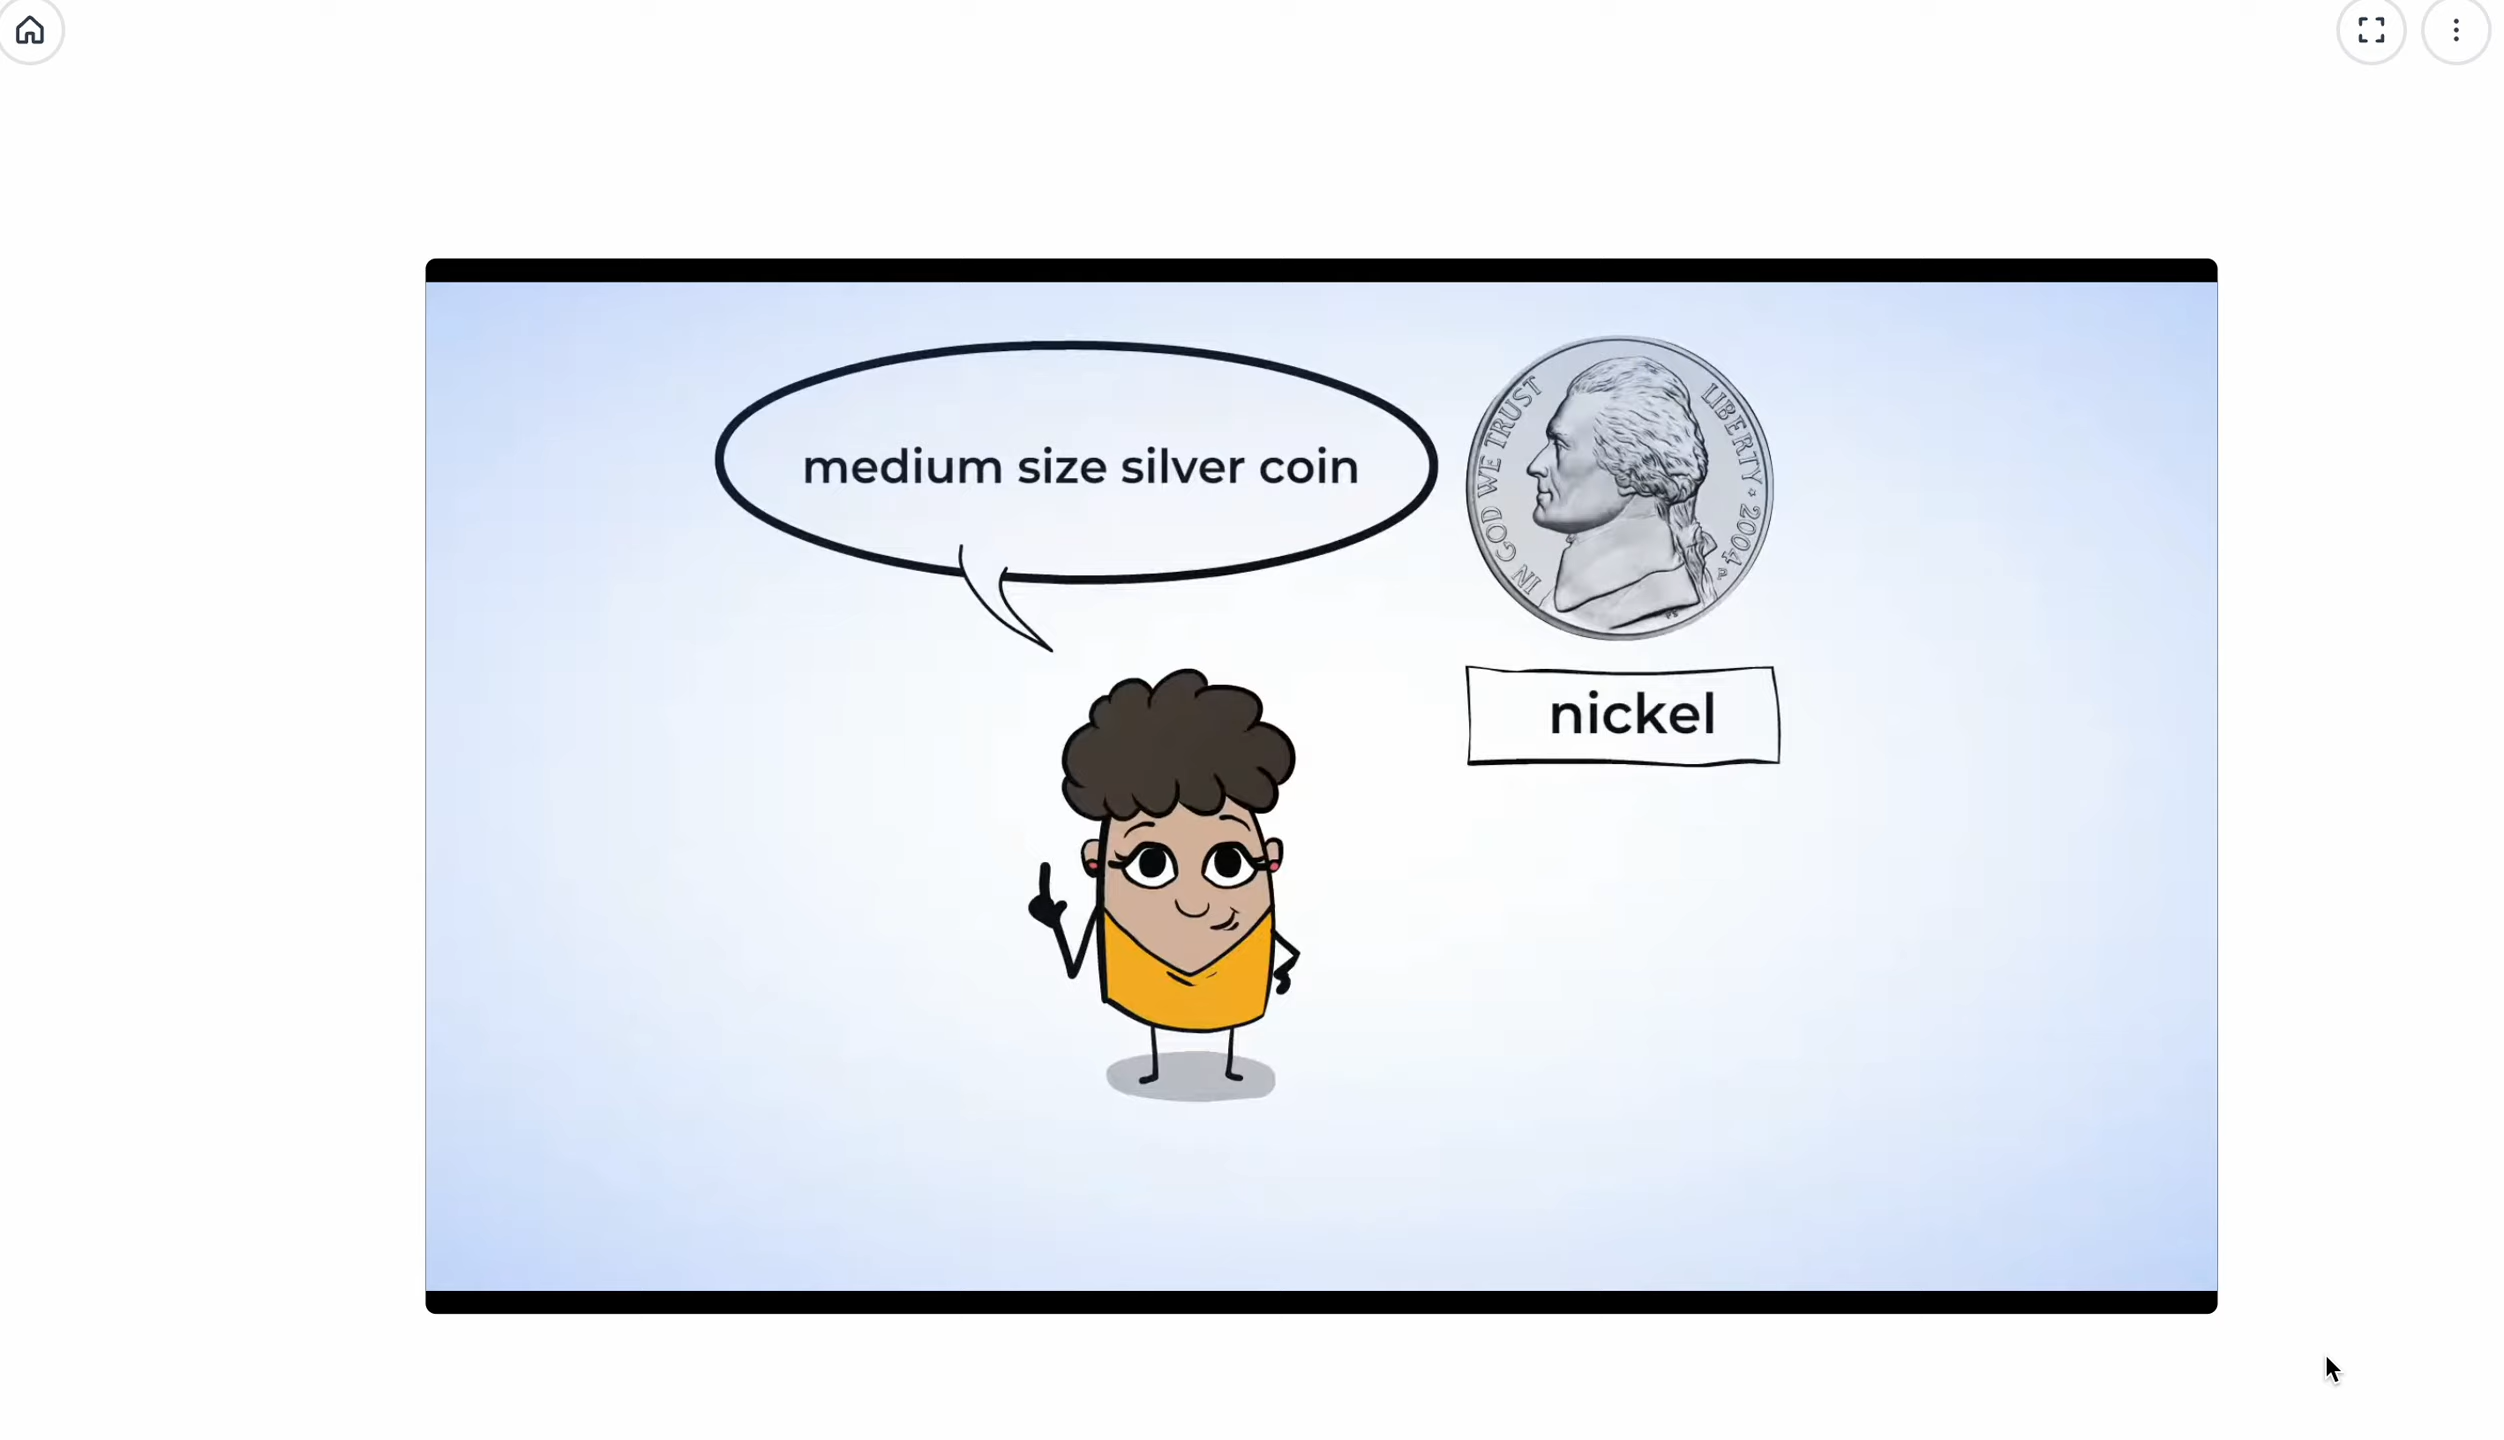 medium size silver coin
IN GOD WE TRUST
LIBERTY * 2004
P
nickel